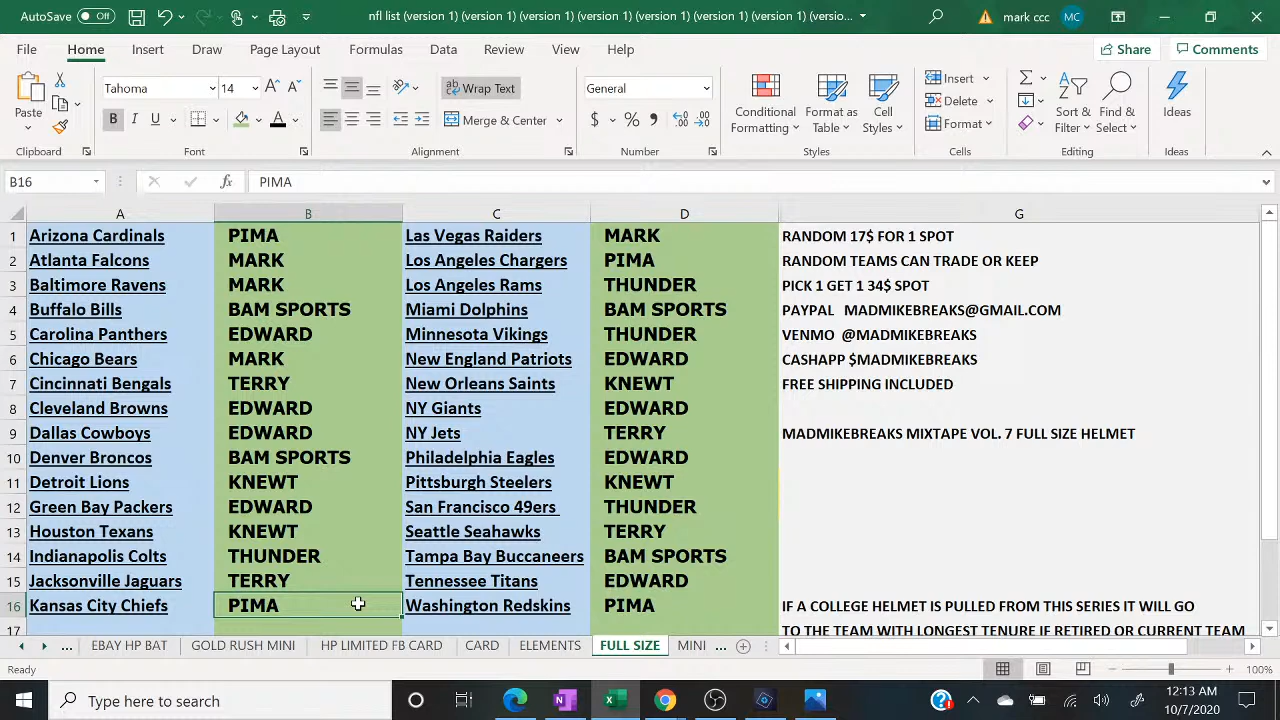 AutoSave Off nfl list (version 1) (version 1) (version 1) (version 1) (version 1) (version 1) (versio... mark ccc MC
File Home Insert Draw Page Layout Formulas Data Review View Help Share Comments
Paste Tahoma 14 Wrap Text General Conditional Formatting Format as Table Cell Styles Insert Sort & Filter Find & Select Ideas
B I U Merge & Center $ % Delete
Format
Clipboard Font Alignment Number Styles Cells Editing Ideas
B16 fx PIMA
A B C D G
1 Arizona Cardinals PIMA Las Vegas Raiders MARK RANDOM 17$ FOR 1 SPOT
2 Atlanta Falcons MARK Los Angeles Chargers PIMA RANDOM TEAMS CAN TRADE OR KEEP
3 Baltimore Ravens MARK Los Angeles Rams THUNDER PICK 1 GET 1 34$ SPOT
4 Buffalo Bills BAM SPORTS Miami Dolphins BAM SPORTS PAYPAL MADMIKEBREAKS@GMAIL.COM
5 Carolina Panthers EDWARD Minnesota Vikings THUNDER VENMO @MADMIKEBREAKS
6 Chicago Bears MARK New England Patriots EDWARD CASHAPP $MADMIKEBREAKS
7 Cincinnati Bengals TERRY New Orleans Saints KNEWT FREE SHIPPING INCLUDED
8 Cleveland Browns EDWARD NY Giants EDWARD
9 Dallas Cowboys EDWARD NY Jets TERRY MADMIKEBREAKS MIXTAPE VOL. 7 FULL SIZE HELMET
10 Denver Broncos BAM SPORTS Philadelphia Eagles EDWARD
11 Detroit Lions KNEWT Pittsburgh Steelers KNEWT
12 Green Bay Packers EDWARD San Francisco 49ers THUNDER
13 Houston Texans KNEWT Seattle Seahawks TERRY
14 Indianapolis Colts THUNDER Tampa Bay Buccaneers BAM SPORTS
15 Jacksonville Jaguars TERRY Tennessee Titans EDWARD
16 Kansas City Chiefs PIMA Washington Redskins PIMA IF A COLLEGE HELMET IS PULLED FROM THIS SERIES IT WILL GO
17 TO THE TEAM WITH LONGEST TENURE IF RETIRED OR CURRENT TEAM
... EBAY HP BAT GOLD RUSH MINI HP LIMITED FB CARD CARD ELEMENTS FULL SIZE MINI ...
Ready 100%
Type here to search 12:13 AM
10/7/2020